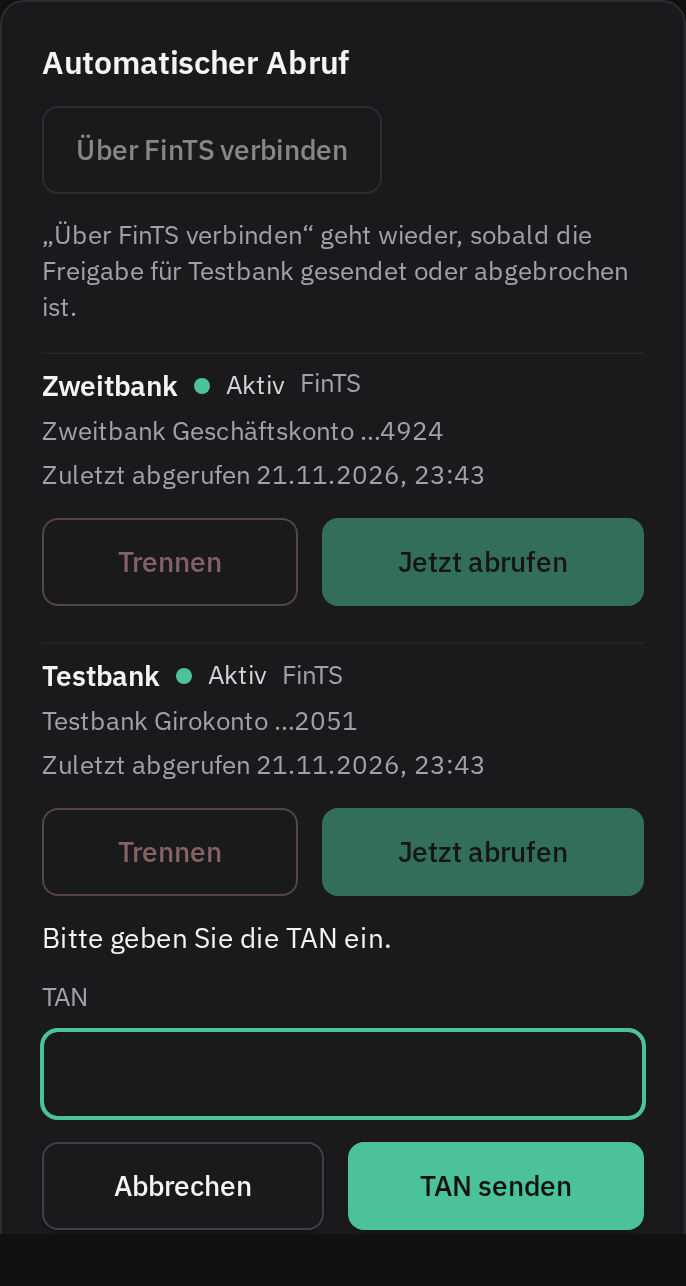 Automatischer Abruf
Über FinTS verbinden
„Über FinTS verbinden“ geht wieder, sobald die
Freigabe für Testbank gesendet oder abgebrochen
ist.
Zweitbank Aktiv FinTS
Zweitbank Geschäftskonto …4924
Zuletzt abgerufen 21.11.2026, 23:43
Trennen Jetzt abrufen
Testbank Aktiv FinTS
Testbank Girokonto …2051
Zuletzt abgerufen 21.11.2026, 23:43
Trennen Jetzt abrufen
Bitte geben Sie die TAN ein.
TAN
Abbrechen TAN senden